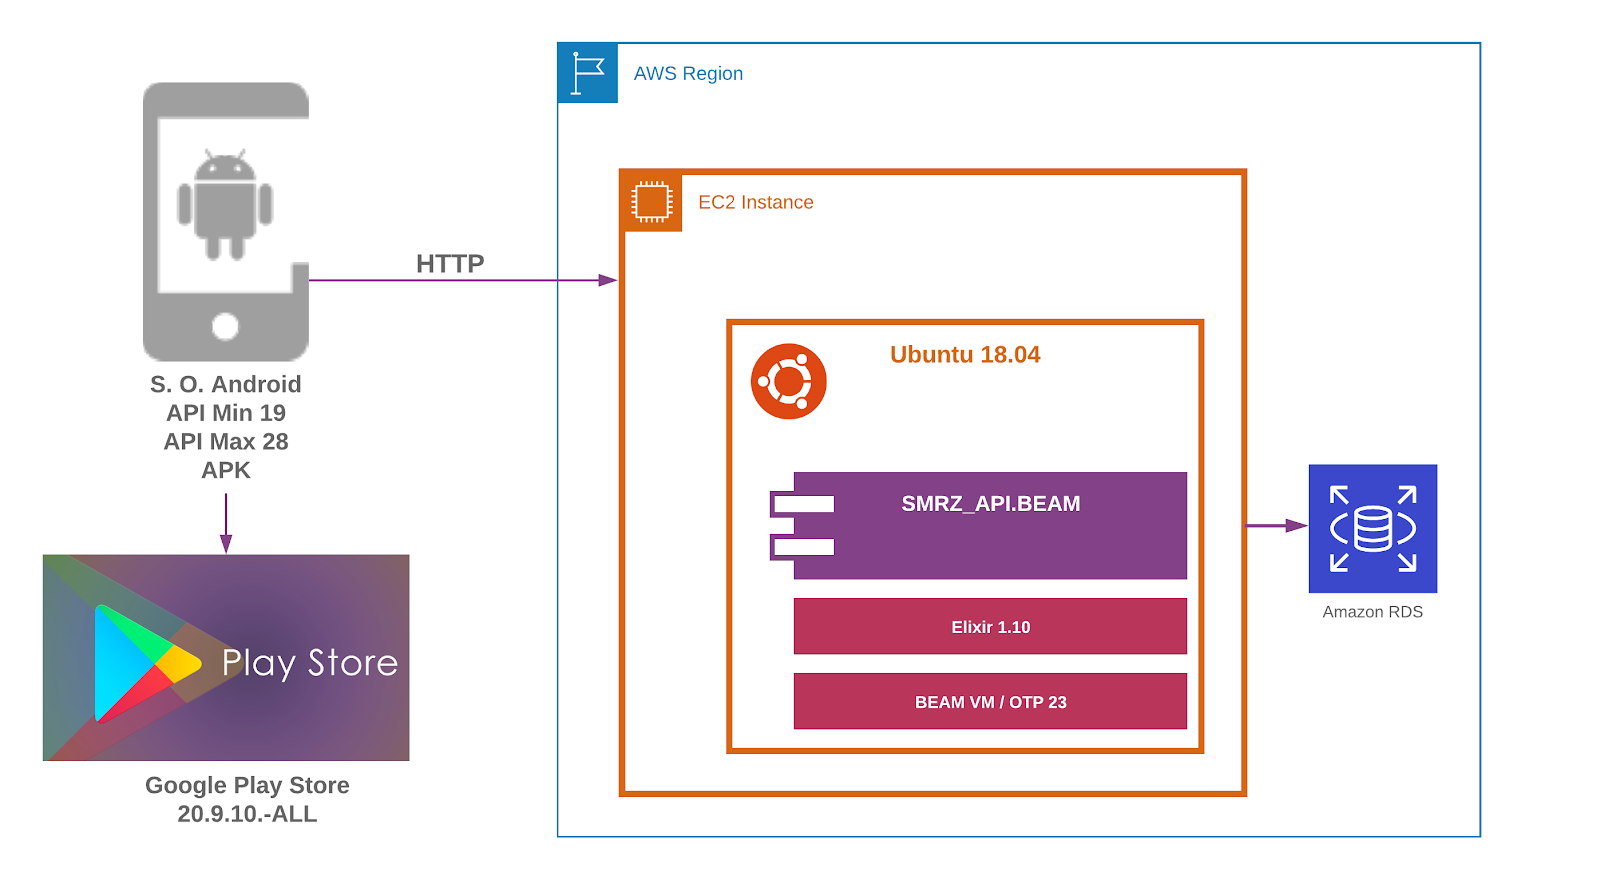 AWS Region
EC2 Instance
HTTP
Ubuntu 18.04
S. O. Android
API Min 19
API Max 28
APK
SMRZ_API.BEAM
Elixir 1.10
BEAM VM / OTP 23
Amazon RDS
Play Store
Google Play Store
20.9.10.-ALL